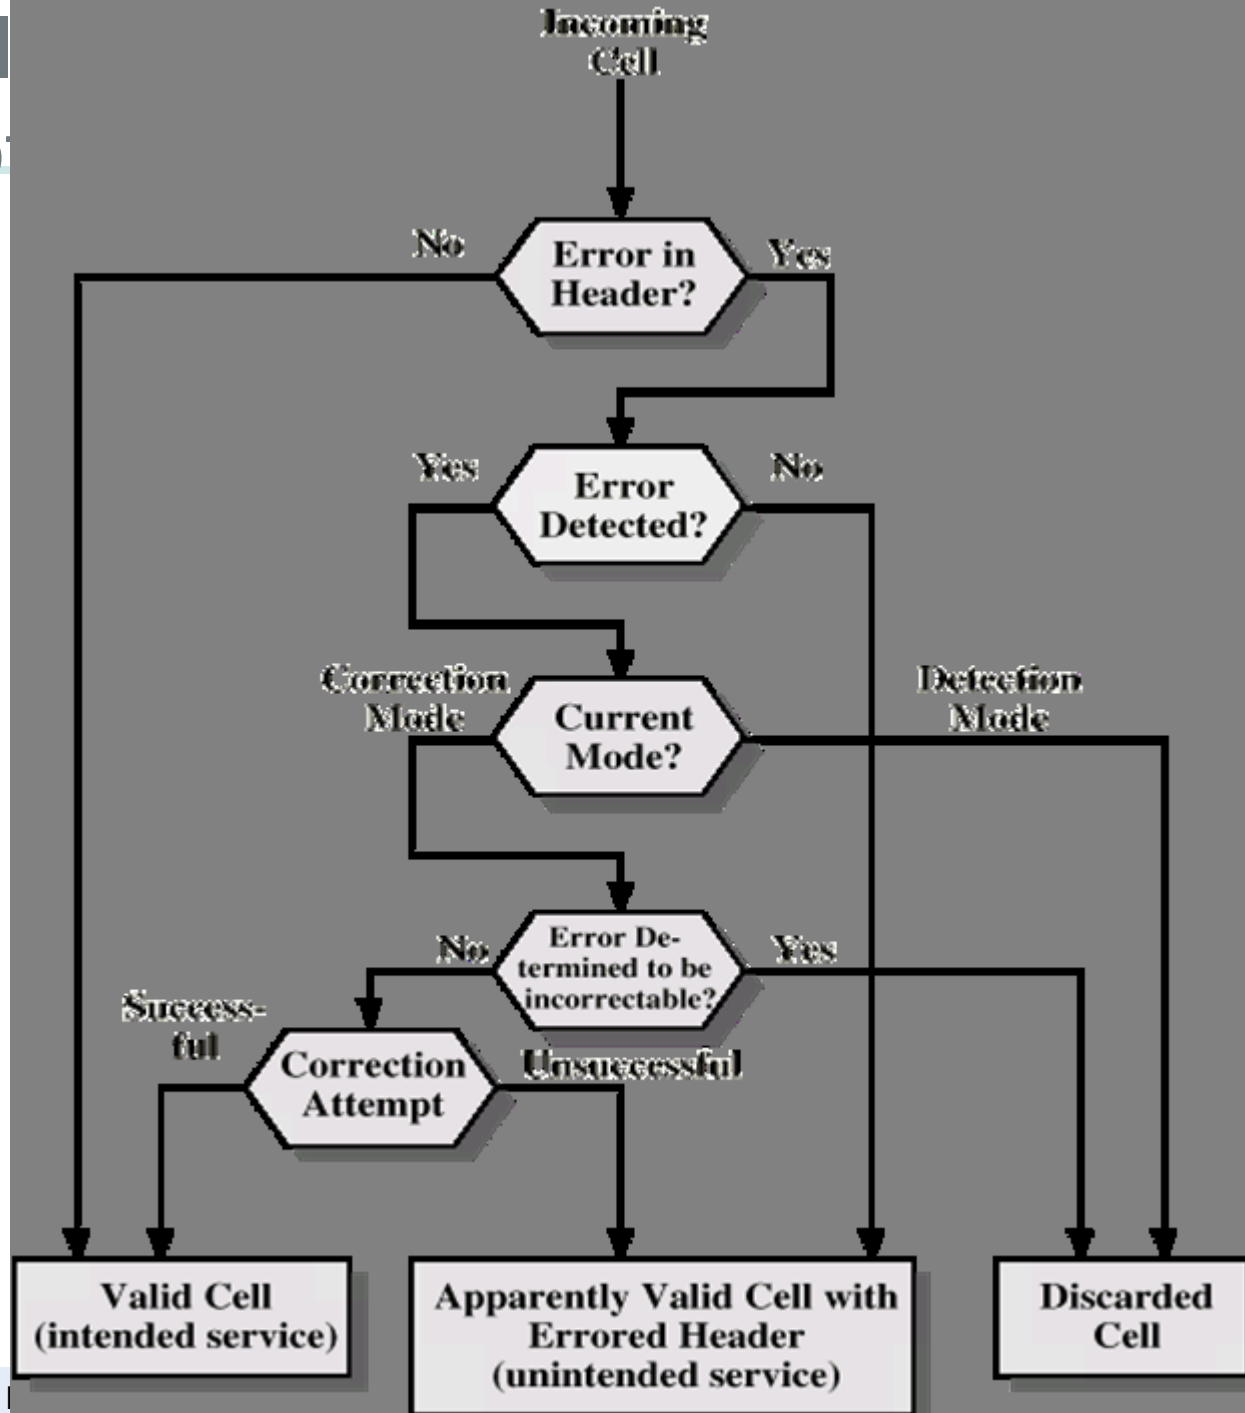 Incoming
Cell
No
Error in
Header?
Yes
Yes
Error
Detected?
No
Correction
Mode
Current
Mode?
Detection
Mode
No
Error De-
termined to be
incorrectable?
Yes
Success-
ful
Correction
Attempt
Unsuccessful
Valid Cell
(intended service)
Apparently Valid Cell with
Errored Header
(unintended service)
Discarded
Cell